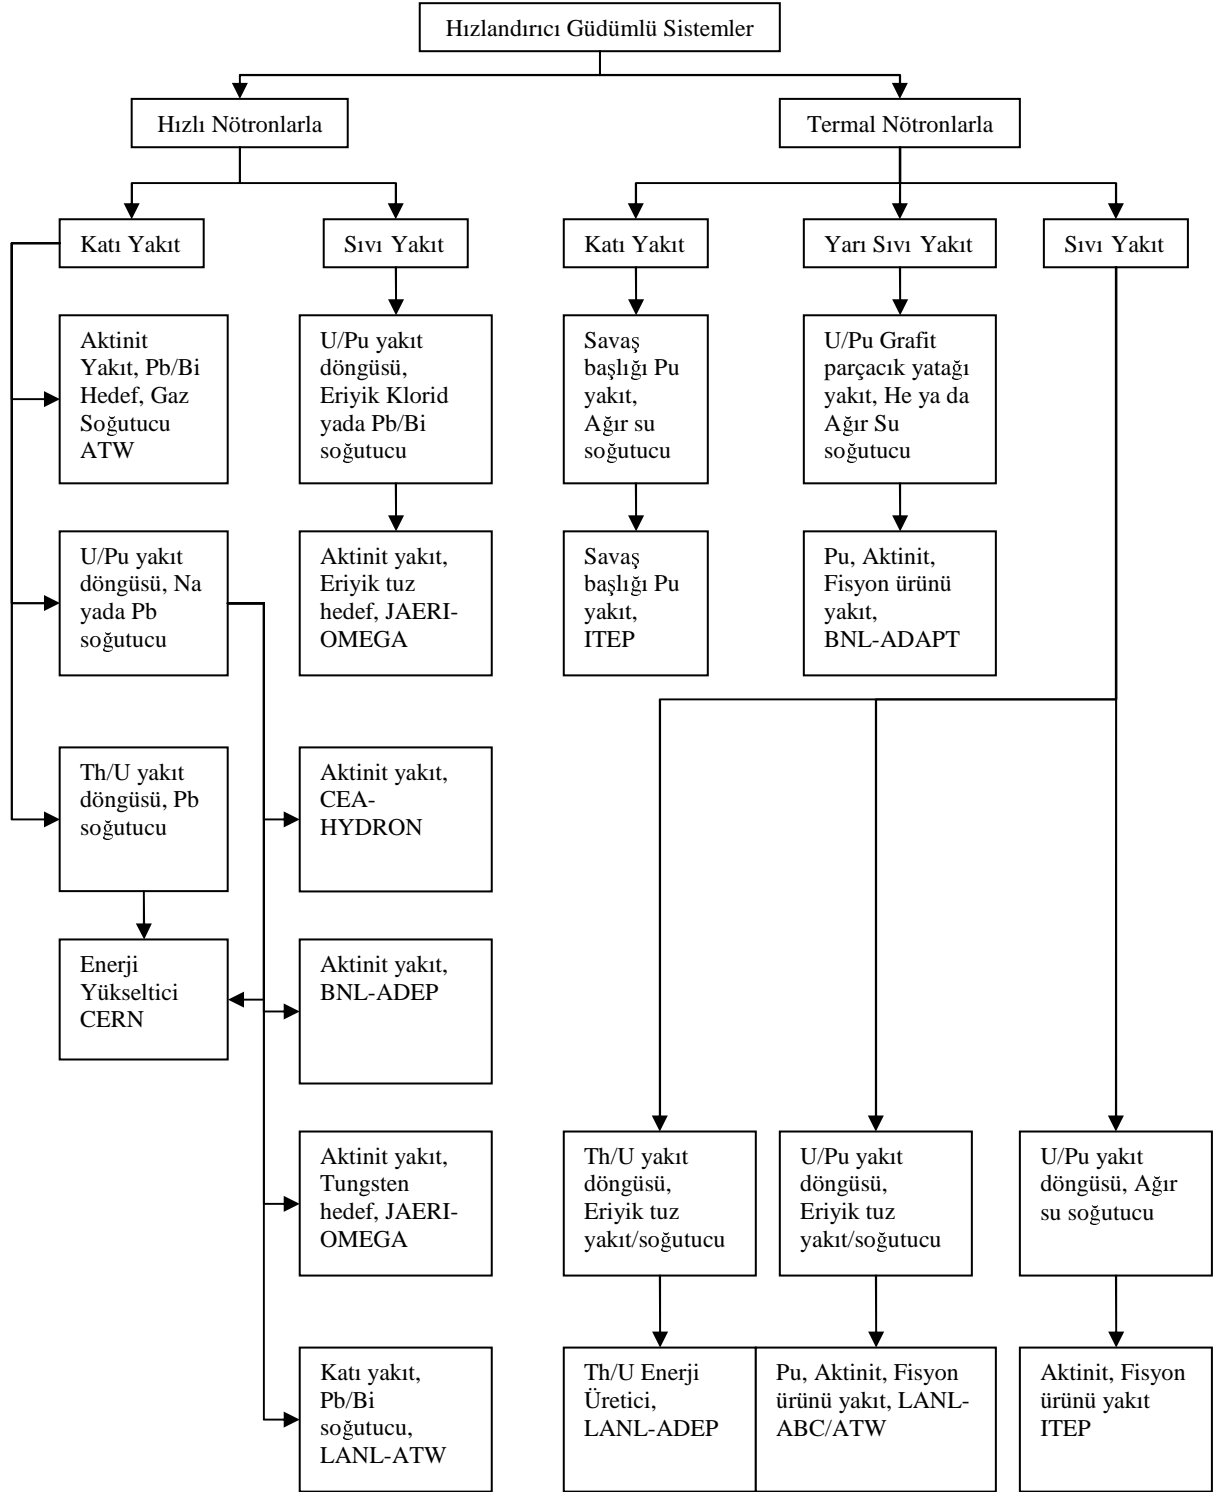 Hızlandırıcı Güdümlü Sistemler
Hızlı Nötronlarla
Termal Nötronlarla
Katı Yakıt
Sıvı Yakıt
Katı Yakıt
Yarı Sıvı Yakıt
Sıvı Yakıt
Aktinit
Yakıt, Pb/Bi
Hedef, Gaz
Soğutucu
ATW
U/Pu yakıt
döngüsü,
Eriyik Klorid
yada Pb/Bi
soğutucu
Savaş
başlığı Pu
yakıt,
Ağır su
soğutucu
U/Pu Grafit
parçacık yatağı
yakıt, He ya da
Ağır Su
soğutucu
U/Pu yakıt
döngüsü, Na
yada Pb
soğutucu
Aktinit yakıt,
Eriyik tuz
hedef, JAERI-
OMEGA
Savaş
başlığı Pu
yakıt,
ITEP
Pu, Aktinit,
Fisyon ürünü
yakıt,
BNL-ADAPT
Th/U yakıt
döngüsü, Pb
soğutucu
Aktinit yakıt,
CEA-
HYDRON
Enerji
Yükseltici
CERN
Aktinit yakıt,
BNL-ADEP
Aktinit yakıt,
Tungsten
hedef, JAERI-
OMEGA
Th/U yakıt
döngüsü,
Eriyik tuz
yakıt/soğutucu
U/Pu yakıt
döngüsü,
Eriyik tuz
yakıt/soğutucu
U/Pu yakıt
döngüsü, Ağır
su soğutucu
Katı yakıt,
Pb/Bi
soğutucu,
LANL-ATW
Th/U Enerji
Üretici,
LANL-ADEP
Pu, Aktinit, Fisyon
ürünü yakıt, LANL-
ABC/ATW
Aktinit, Fisyon
ürünü yakıt
ITEP